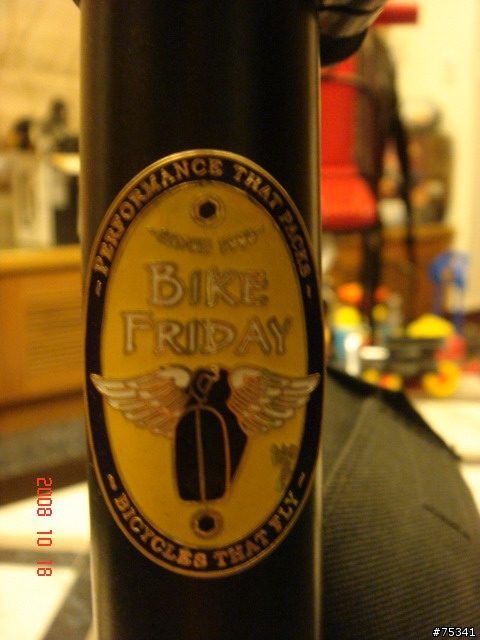 ~ PERFORMANCE THAT PACKS ~
BIKE
FRIDAY
~ BICYCLES THAT FLY ~
2008 10 18
#75341